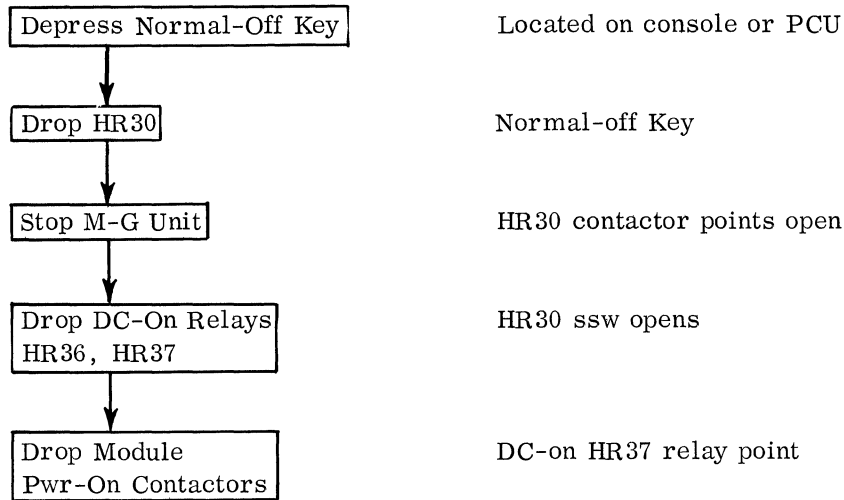 Depress Normal-Off Key
Located on console or PCU
Drop HR30
Normal-off Key
Stop M-G Unit
HR30 contactor points open
Drop DC-On Relays
HR36, HR37
HR30 ssw opens
Drop Module
Pwr-On Contactors
DC-on HR37 relay point